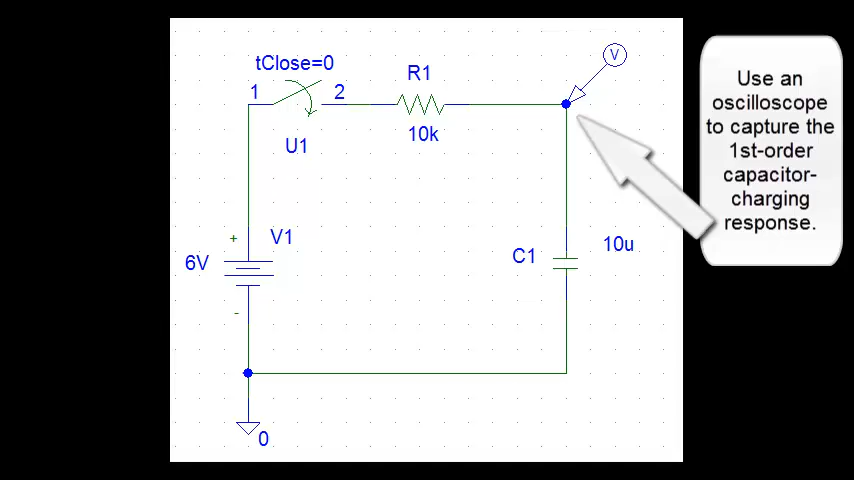 tClose=0
1
2
U1
R1
10k
V
+
V1
6V
-
C1
10u
0
Use an
oscilloscope
to capture the
1st-order
capacitor-
charging
response.